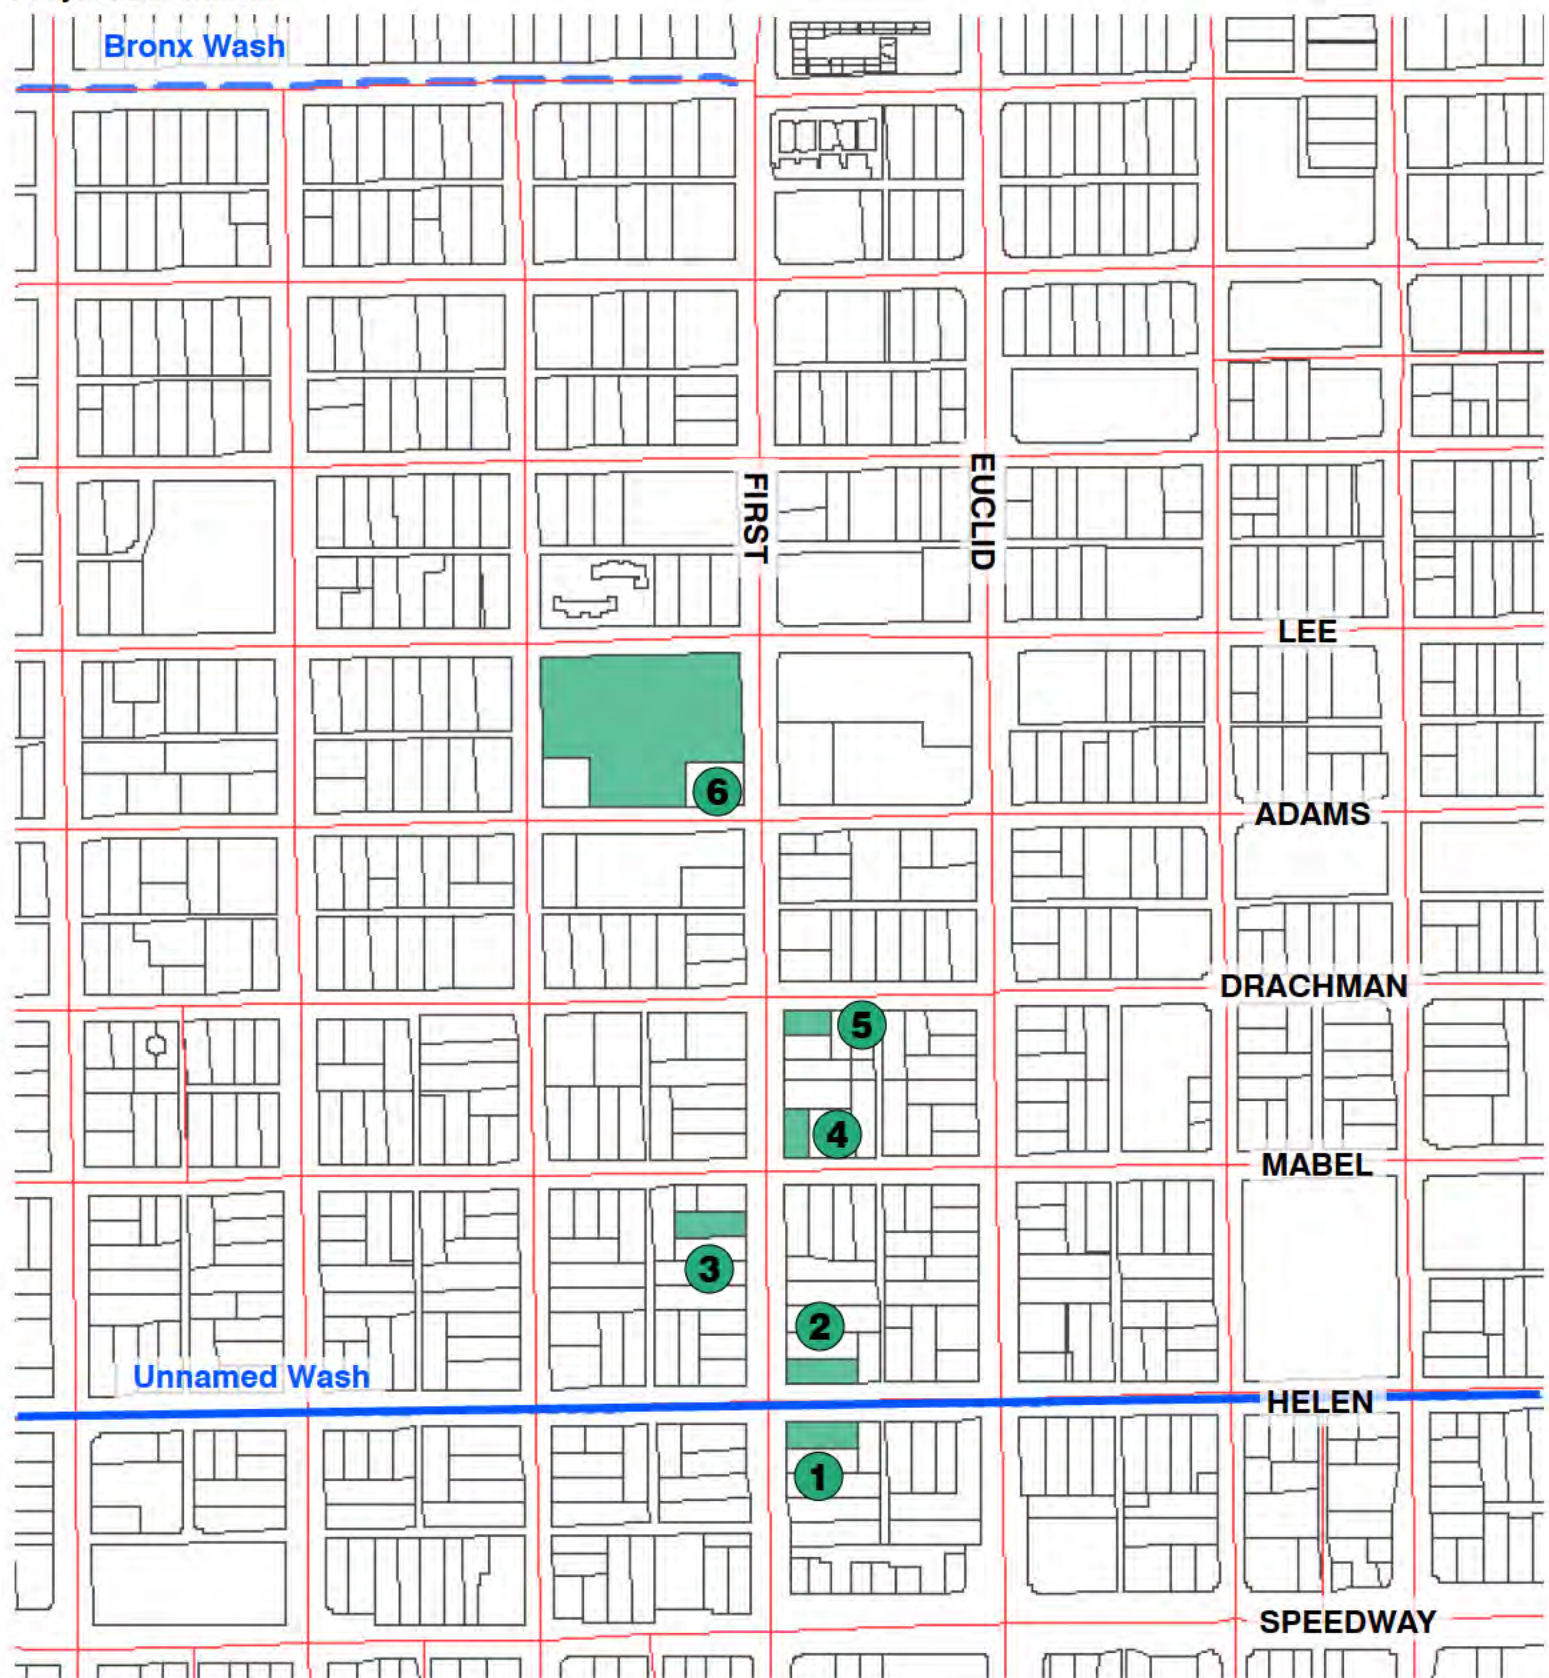 Bronx Wash
FIRST
EUCLID
LEE
6
ADAMS
DRACHMAN
5
4
MABEL
3
2
Unnamed Wash
HELEN
1
SPEEDWAY